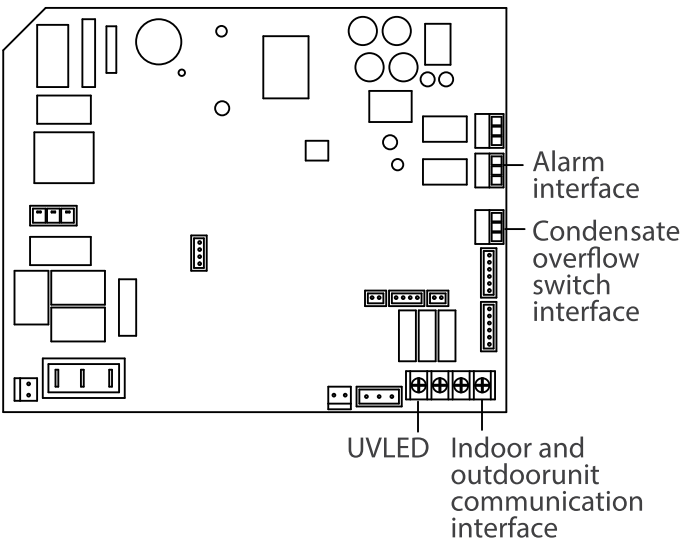 Alarm
interface
Condensate
overflow
switch
interface
UVLED
Indoor and
outdoorunit
communication
interface